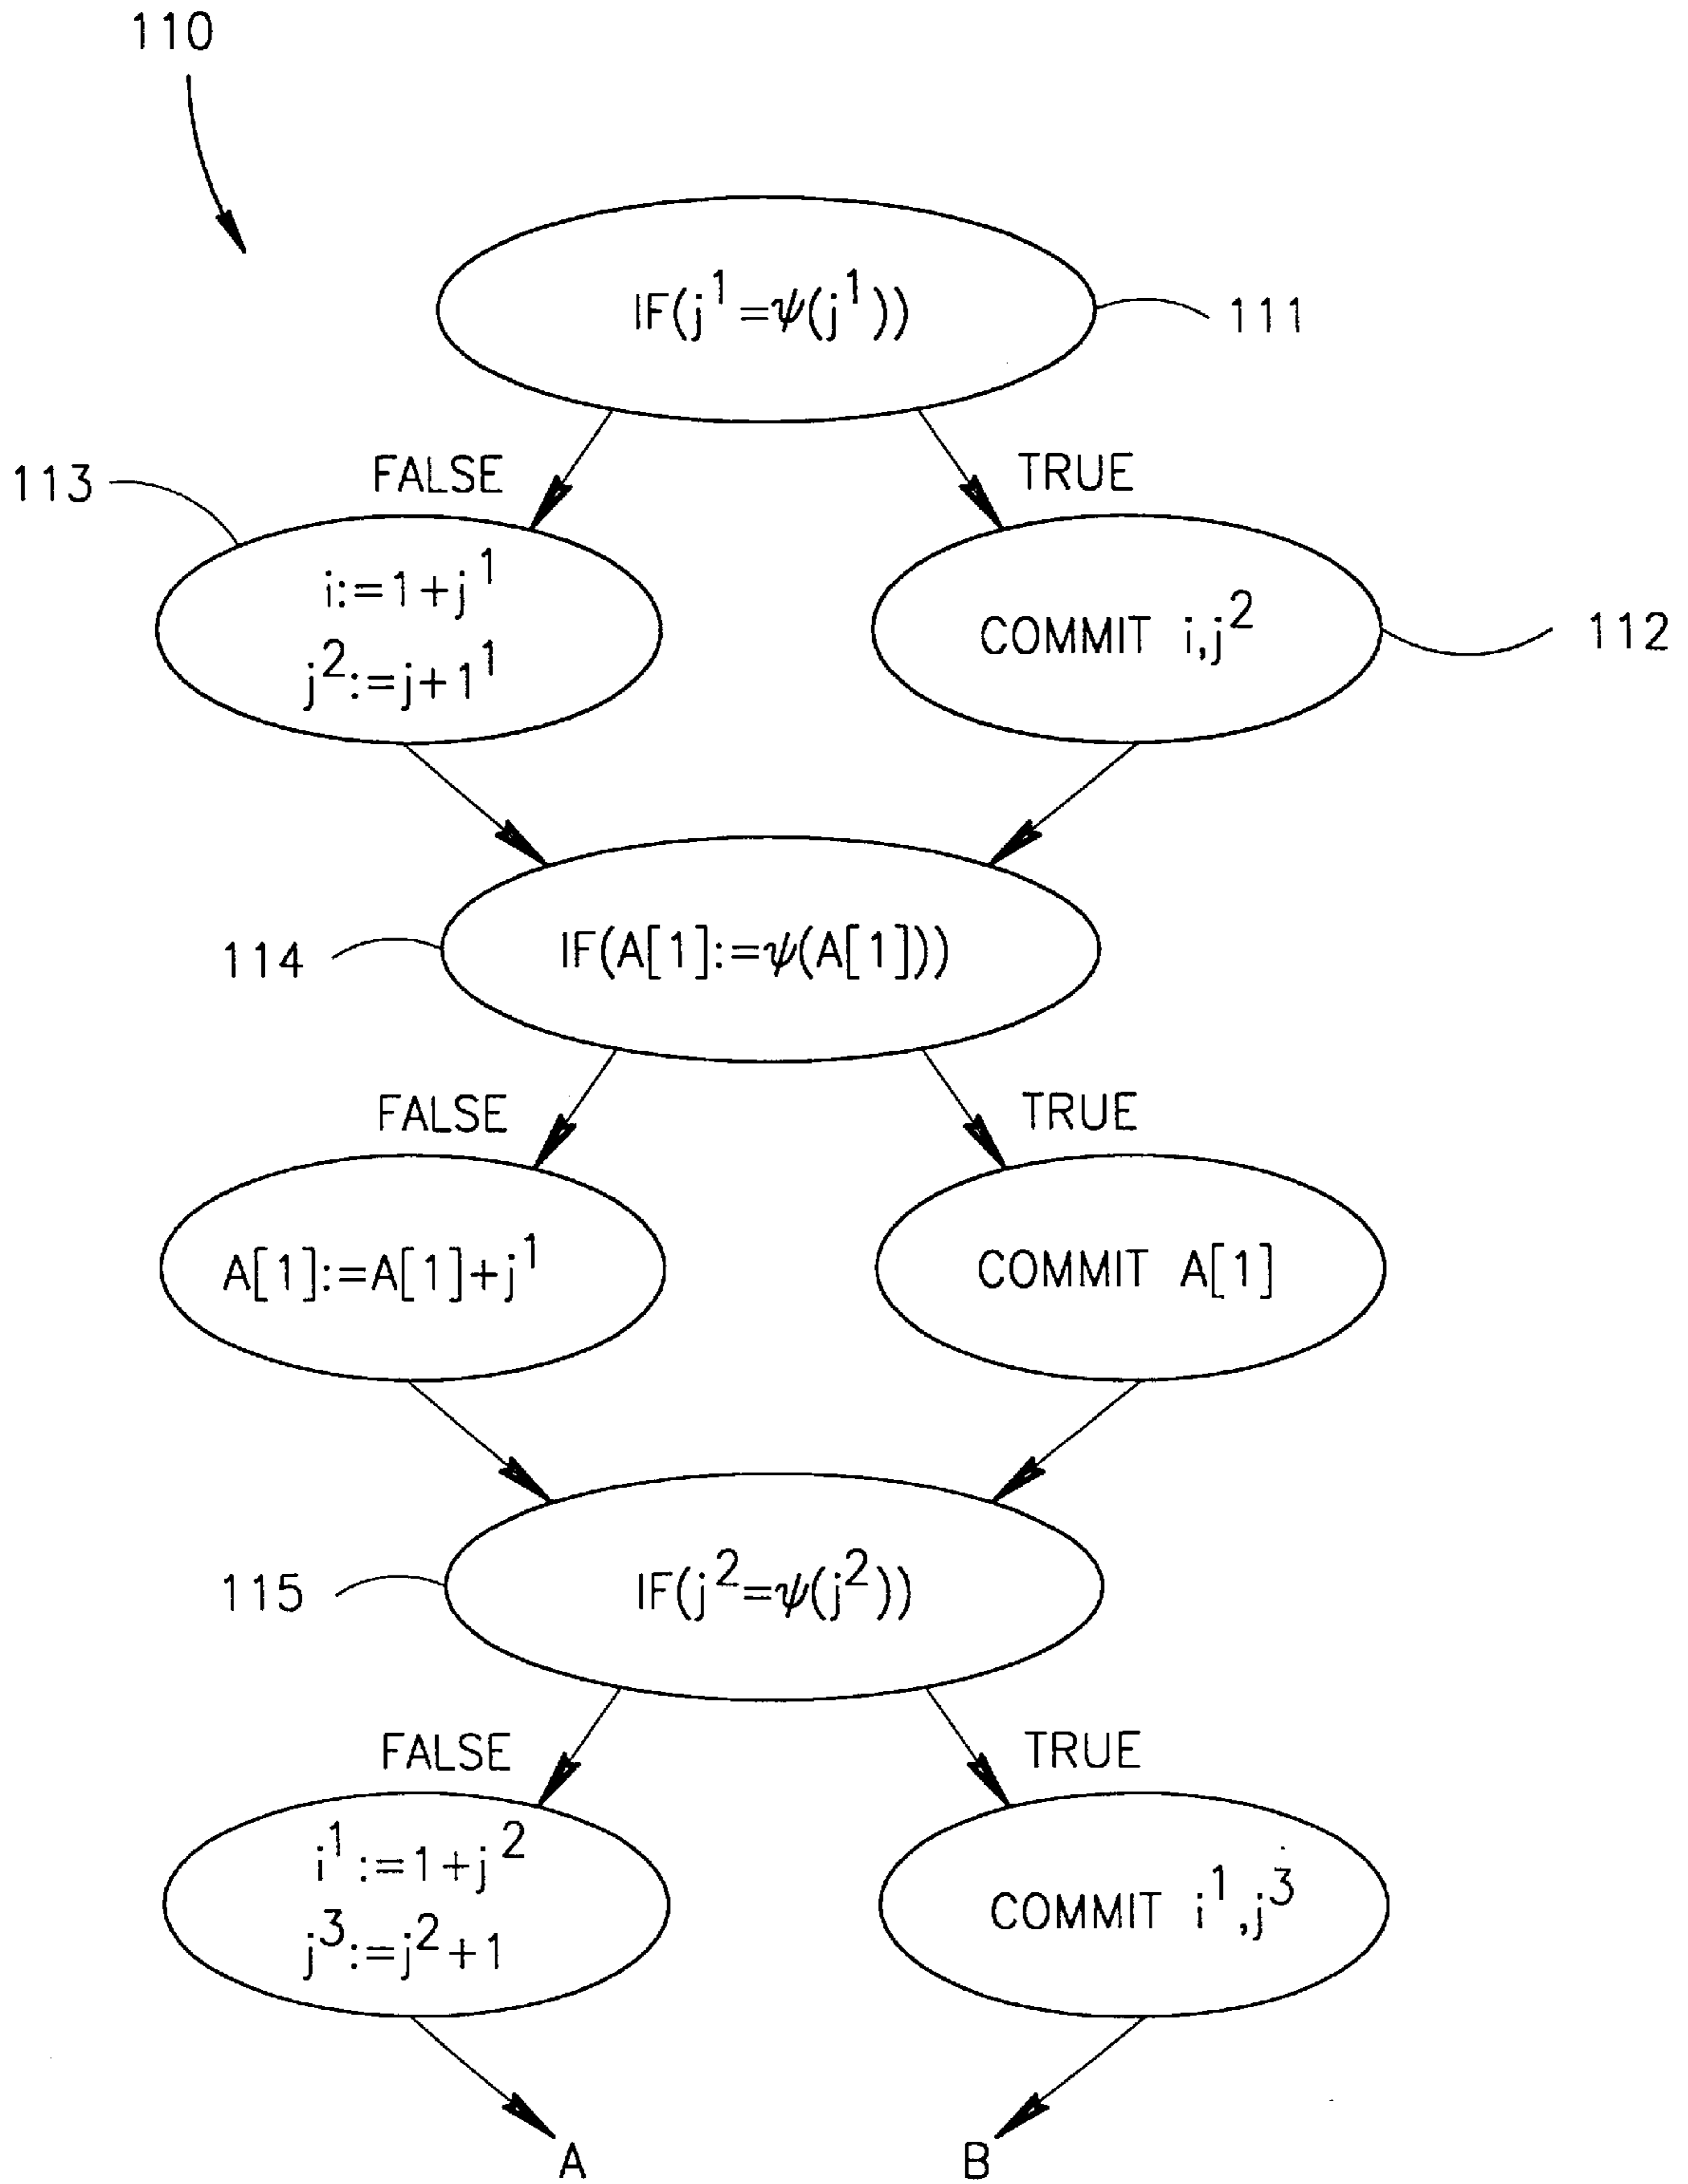 110
IF(j¹=ψ(j¹))
111
FALSE
TRUE
113
i:=1+j¹
j²:=j+1¹
COMMIT i,j²
112
IF(A[1]:=ψ(A[1]))
114
FALSE
TRUE
A[1]:=A[1]+j¹
COMMIT A[1]
IF(j²=ψ(j²))
115
FALSE
TRUE
i¹:=1+j²
j³:=j²+1
COMMIT i¹,j³
A
B